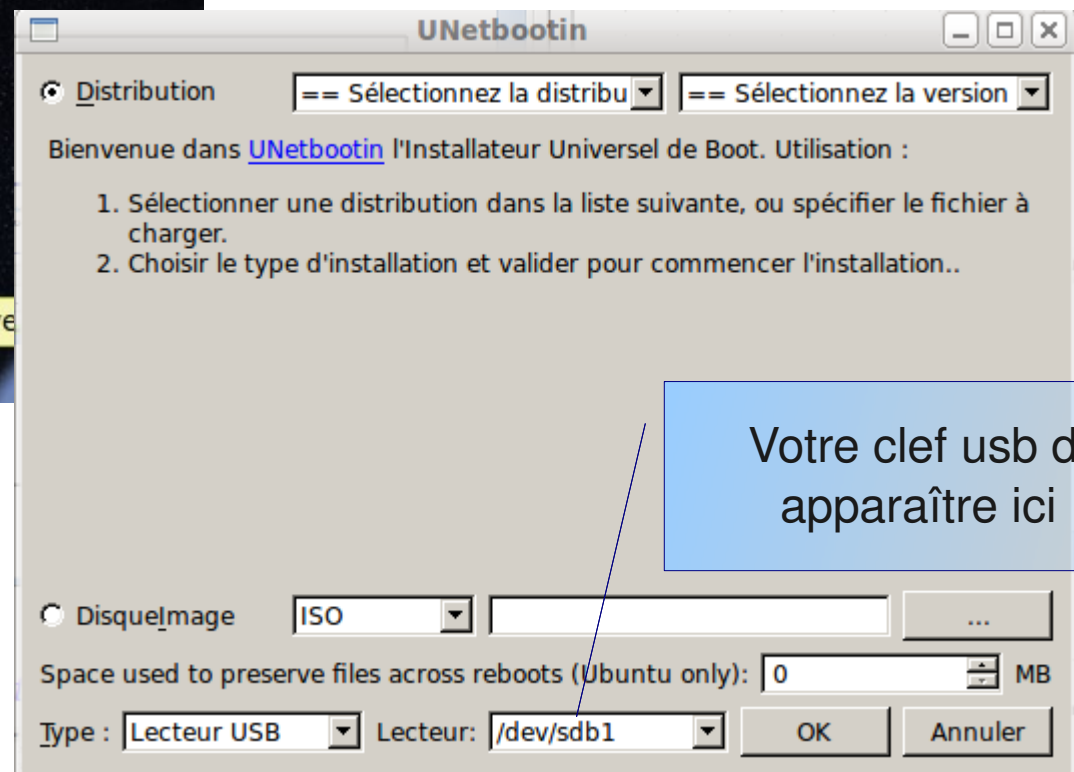 UNetbootin
Distribution
== Sélectionnez la distribu
== Sélectionnez la version
Bienvenue dans UNetbootin l'Installateur Universel de Boot. Utilisation :
1. Sélectionner une distribution dans la liste suivante, ou spécifier le fichier à
charger.
2. Choisir le type d'installation et valider pour commencer l'installation..
Votre clef usb
apparaître ici
DisqueImage
ISO
...
Space used to preserve files across reboots (Ubuntu only):
0
MB
Type :
Lecteur USB
Lecteur:
/dev/sdb1
OK
Annuler